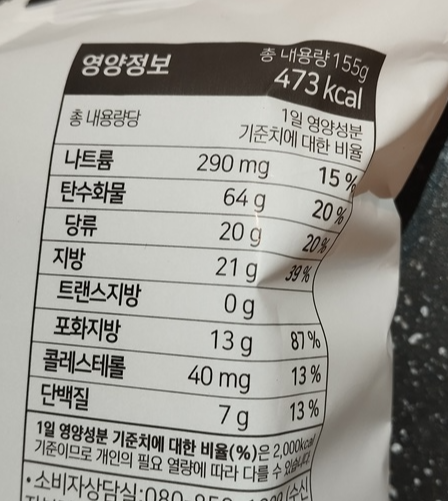 영양정보
총 내용량 155g
473 kcal
총 내용량당
1일 영양성분
기준치에 대한 비율
나트륨 290 mg 15 %
탄수화물 64 g 20 %
당류 20 g 20 %
지방 21 g 39 %
트랜스지방 0 g
포화지방 13 g 87 %
콜레스테롤 40 mg 13 %
단백질 7 g 13 %
1일 영양성분 기준치에 대한 비율(%)은 2,000kcal
기준이므로 개인의 필요 열량에 따라 다를 수 있습니다.
•소비자상담실:080-